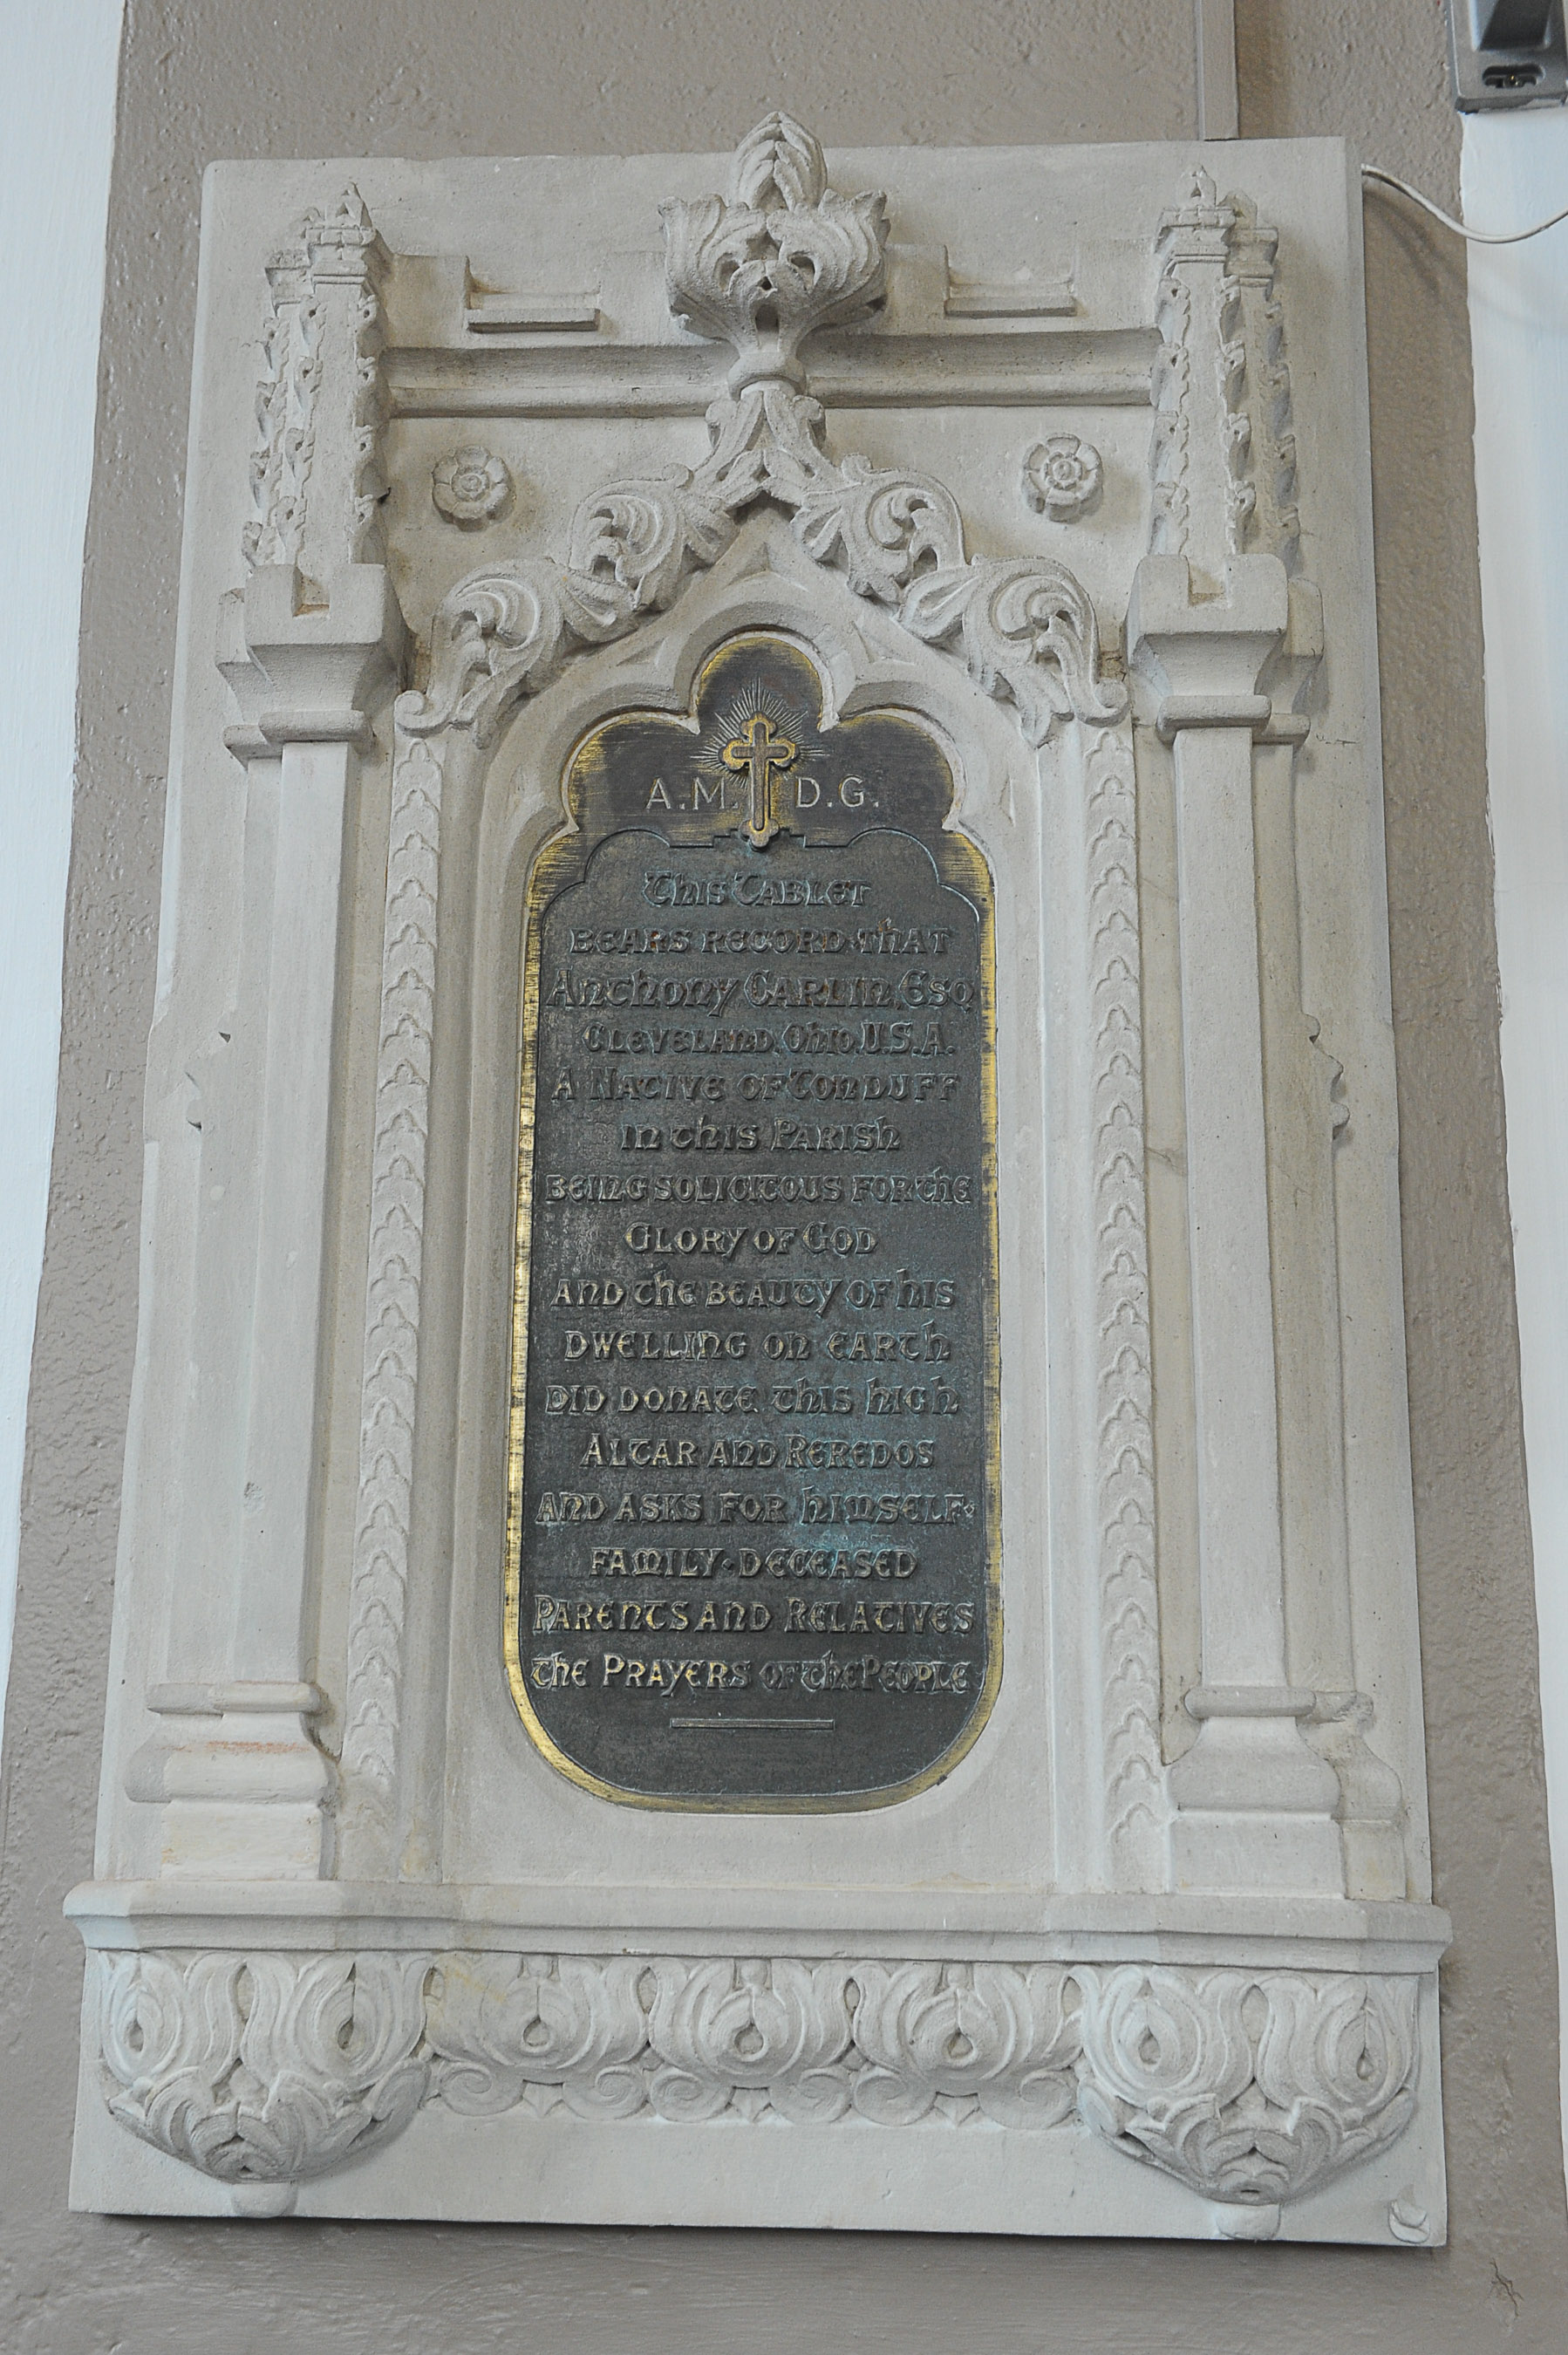 A.M. D.G.
This Tablet
bears record that
Anthony Carlin, Esq
Cleveland, Ohio, U.S.A.
A Native of Tonduff
in this Parish
being solicitous for the
Glory of God
and the beauty of his
dwelling on earth
did donate this high
Altar and Reredos
and asks for himself·
family·deceased
Parents and Relatives
the Prayers of the People